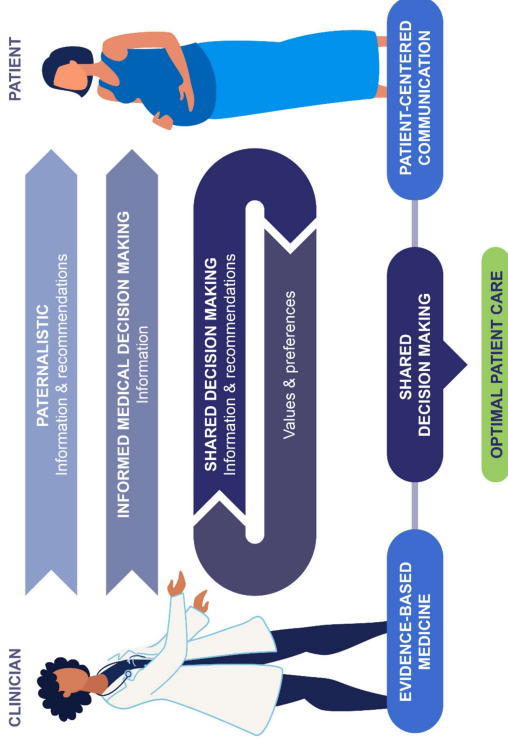 CLINICIAN
PATIENT
PATERNALISTIC
Information & recommendations
INFORMED MEDICAL DECISION MAKING
Information
SHARED DECISION MAKING
Information & recommendations
Values & preferences
EVIDENCE-BASED
MEDICINE
SHARED
DECISION MAKING
PATIENT-CENTERED
COMMUNICATION
OPTIMAL PATIENT CARE